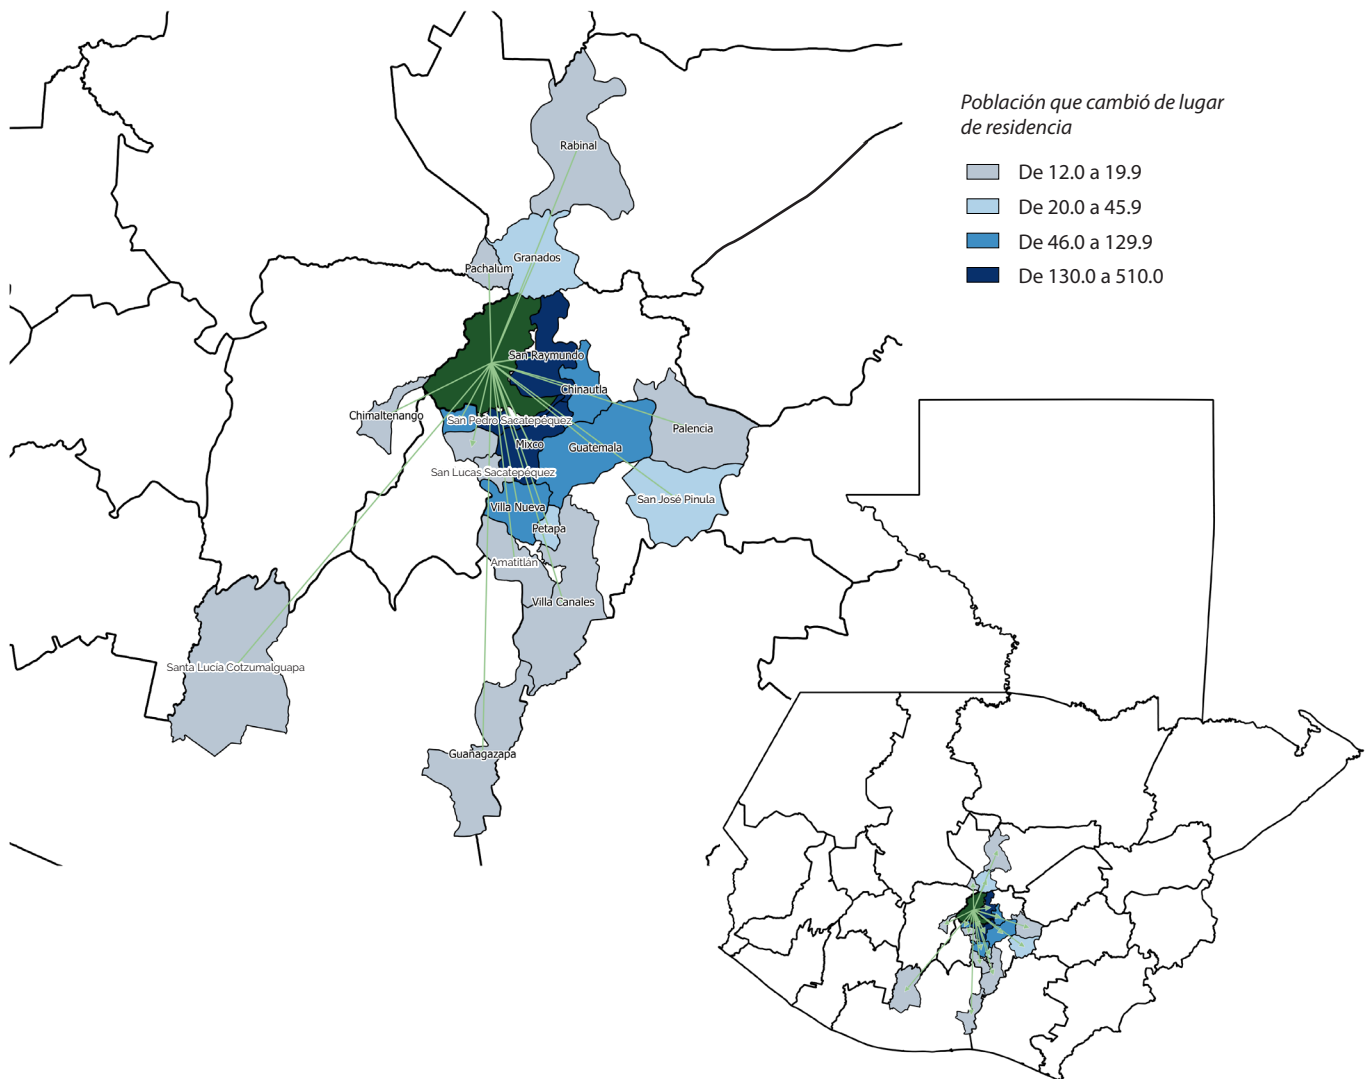 Población que cambió de lugar
de residencia
De 12.0 a 19.9
De 20.0 a 45.9
De 46.0 a 129.9
De 130.0 a 510.0
Rabinal
Granados
Pachalum
San Raymundo
Chinautla
Chimaltenango
San Pedro Sacatepéquez
Palencia
Mixco
Guatemala
San Lucas Sacatepéquez
San José Pinula
Villa Nueva
Petapa
Amatitlán
Villa Canales
Santa Lucía Cotzumalguapa
Guanagazapa